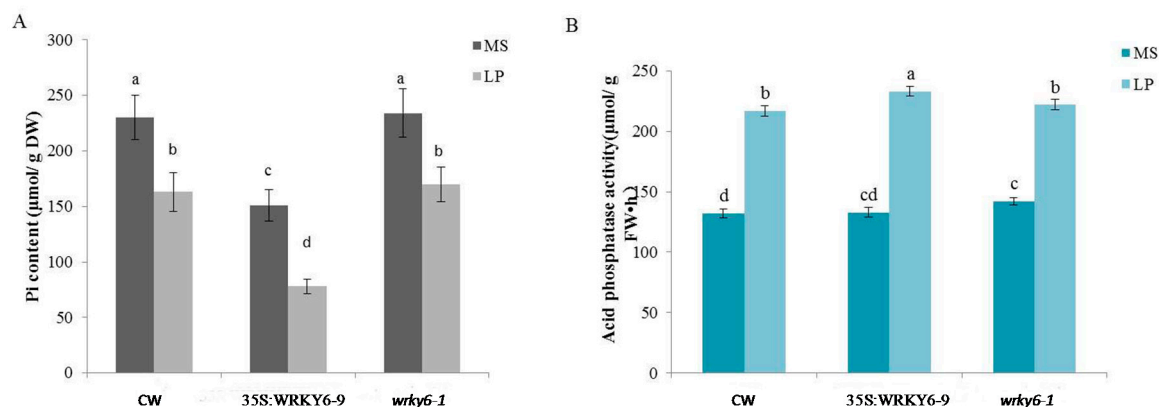 A
Pi content (μmol/ g DW)
300
250
200
150
100
50
0
MS
LP
a
b
c
d
a
b
CW
35S:WRKY6-9
wrky6-1
B
Acid phosphatase activity(μmol/ g
FW•h)
250
200
150
100
50
0
MS
LP
d
b
cd
a
c
b
CW
35S:WRKY6-9
wrky6-1